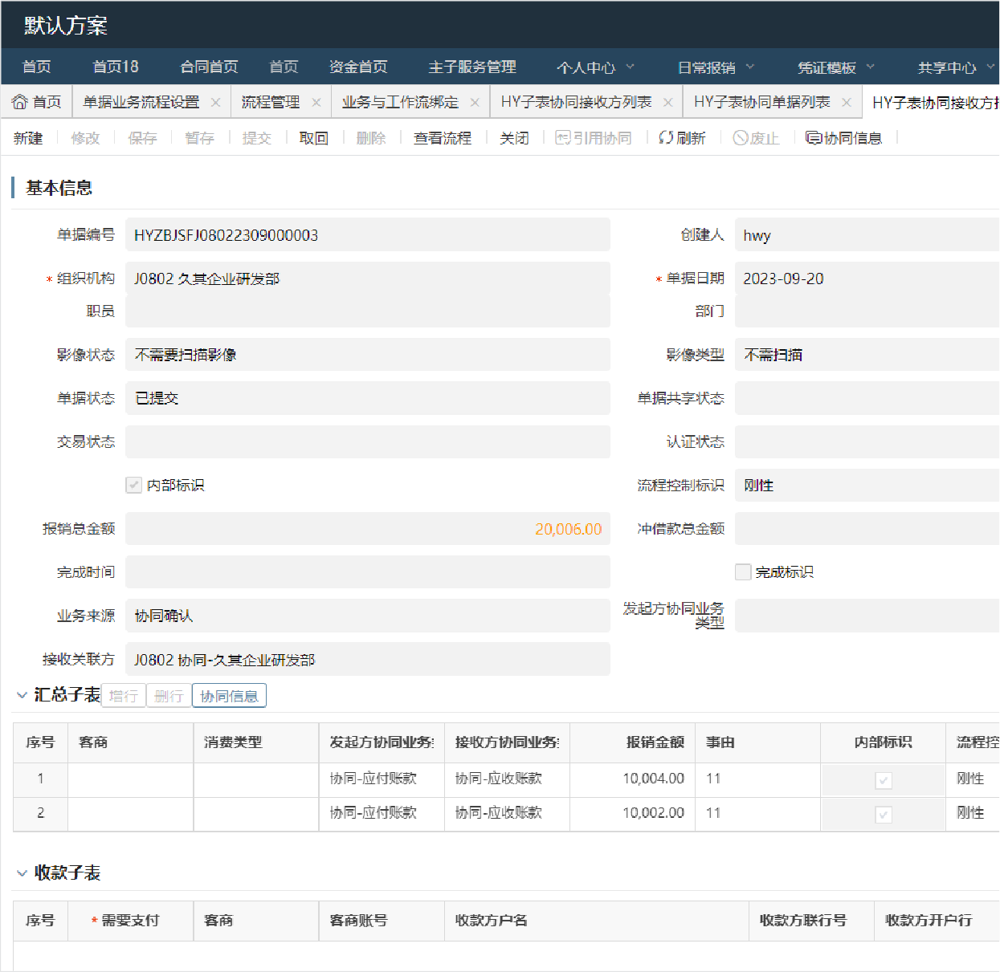 默认方案
首页 首页18 合同首页 首页 资金首页 主子服务管理 个人中心 日常报销 凭证模板 共享中心
首页 单据业务流程设置 流程管理 业务与工作流绑定 HY子表协同接收方列表 HY子表协同单据列表 HY子表协同接收方
新建 修改 保存 暂存 提交 取回 删除 查看流程 关闭 引用协同 刷新 废止 协同信息
基本信息
单据编号 HYZBJSFJ08022309000003 创建人 hwy
* 组织机构 J0802 久其企业研发部 * 单据日期 2023-09-20
职员 部门
影像状态 不需要扫描影像 影像类型 不需扫描
单据状态 已提交 单据共享状态
交易状态 认证状态
内部标识 流程控制标识 刚性
报销总金额 20,006.00 冲借款总金额
完成时间 完成标识
业务来源 协同确认 发起方协同业务
类型
接收关联方 J0802 协同-久其企业研发部
汇总子表 增行 删行 协同信息
序号 客商 消费类型 发起方协同业务 接收方协同业务 报销金额 事由 内部标识 流程控
1 协同-应付账款 协同-应收账款 10,004.00 11 刚性
2 协同-应付账款 协同-应收账款 10,002.00 11 刚性
收款子表
序号 * 需要支付 客商 客商账号 收款方户名 收款方联行号 收款方开户行